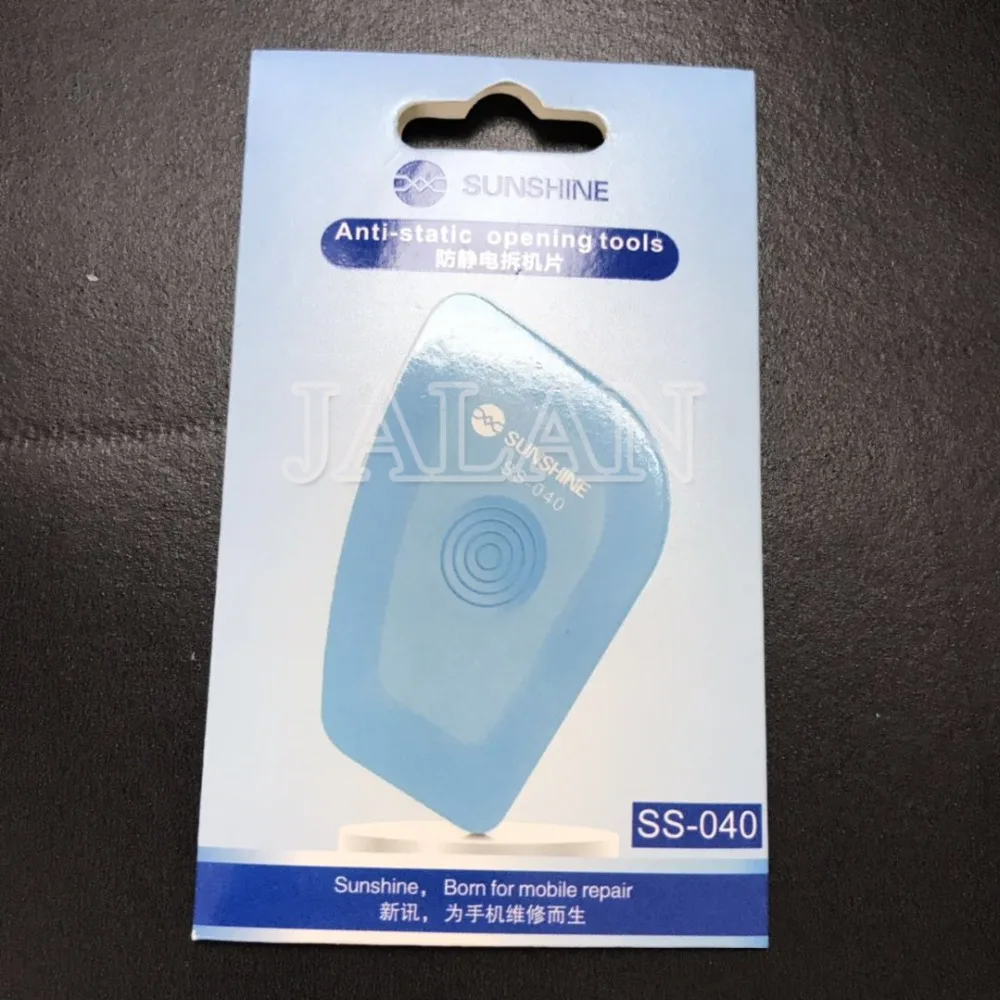 SUNSHINE
Anti-static opening tools
防静电拆机片
JALAN
SUNSHINE
SS-040
SS-040
Sunshine, Born for mobile repair
新讯，为手机维修而生